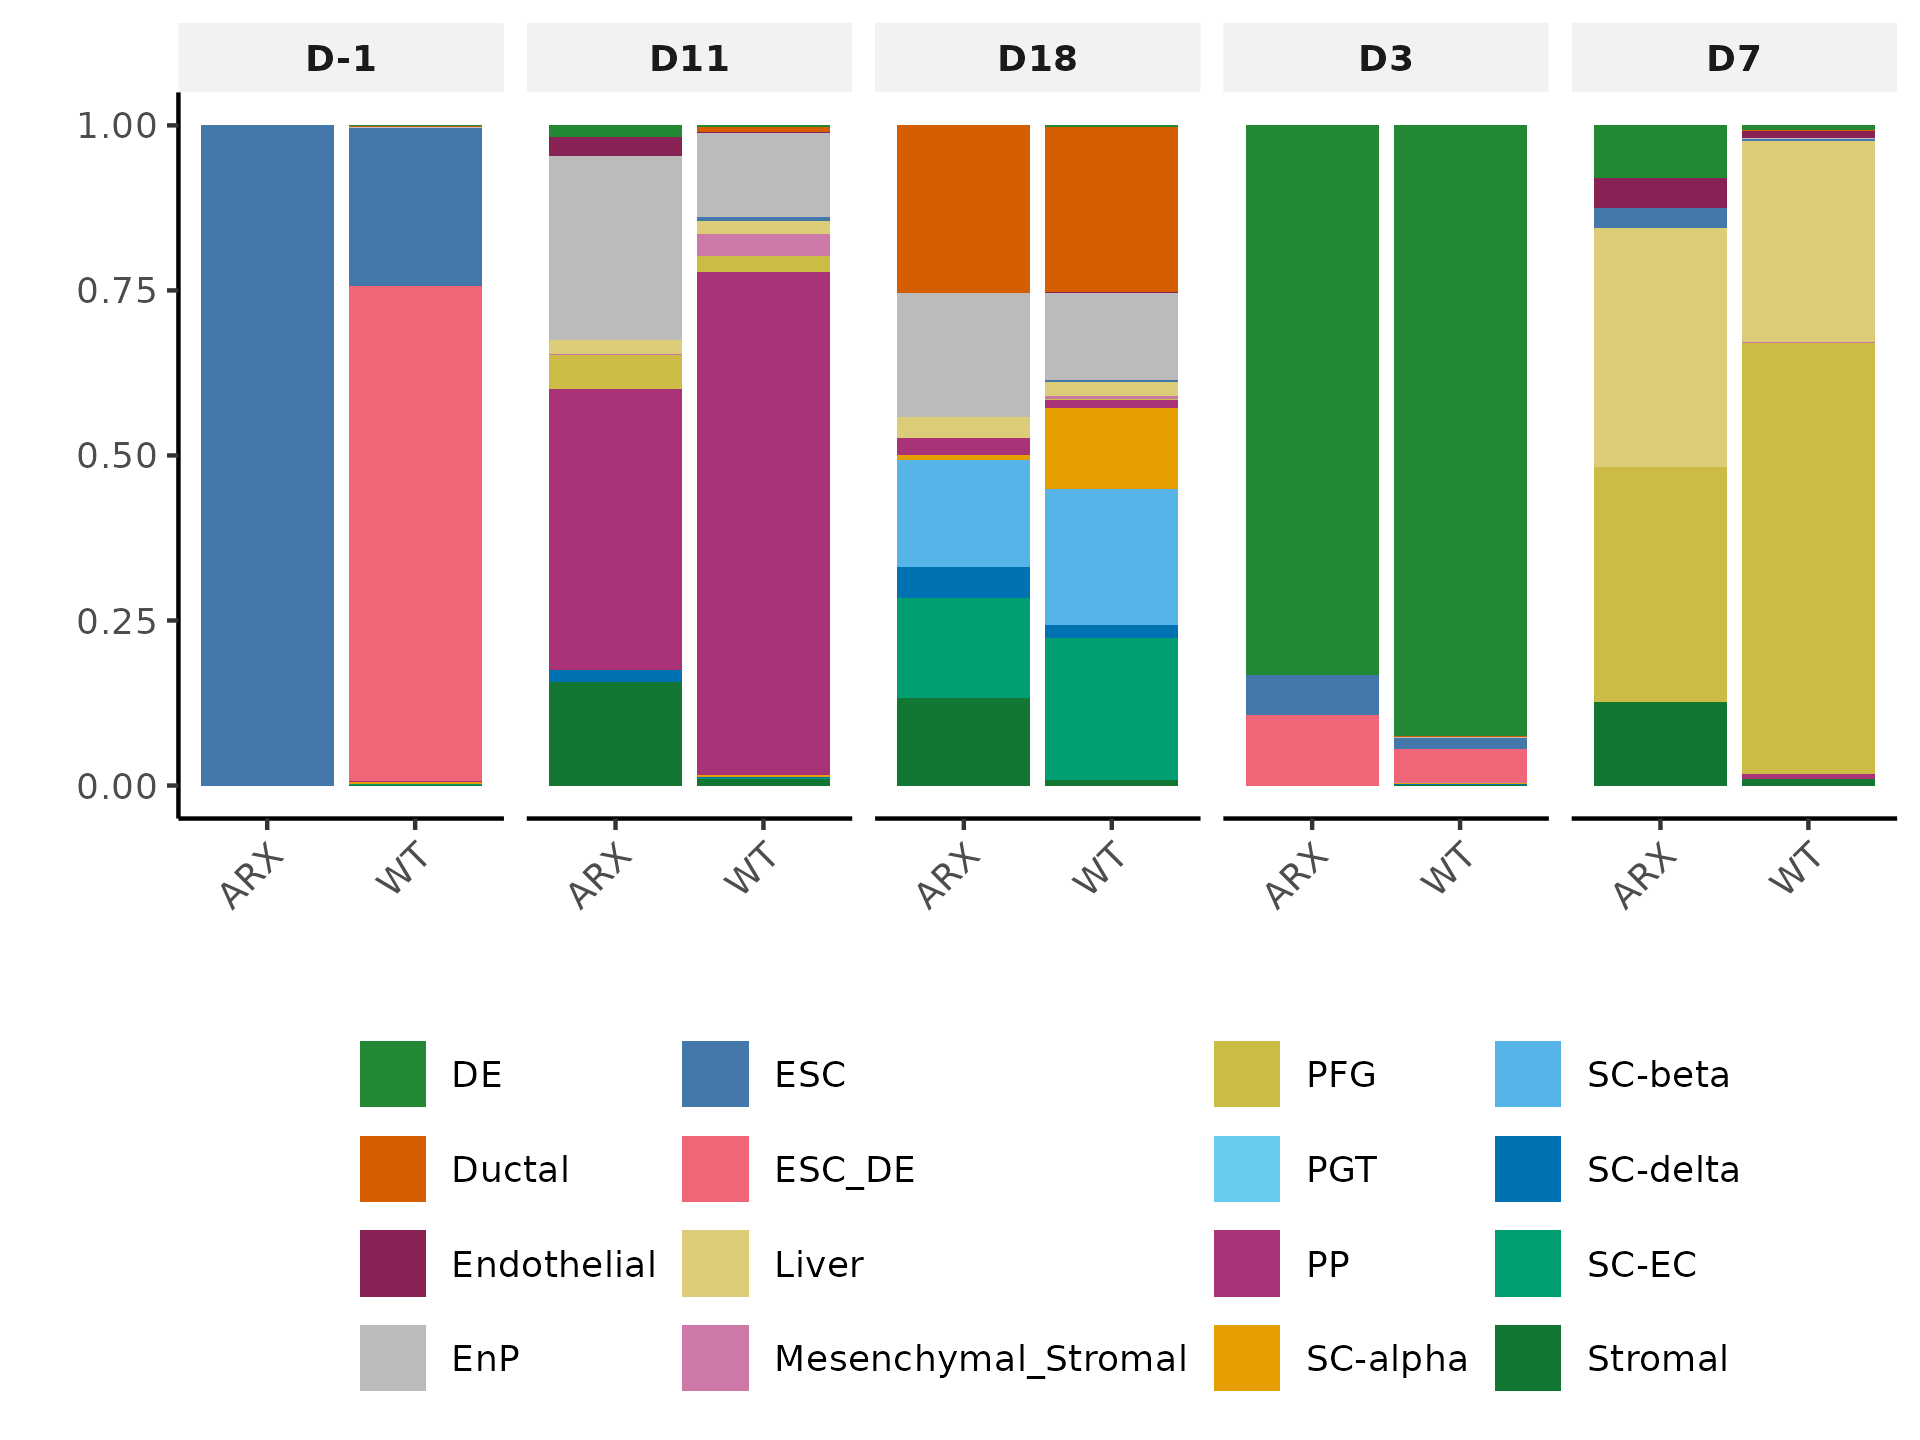 D-1 D11 D18 D3 D7
1.00
0.75
0.50
0.25
0.00
ARX WT ARX WT ARX WT ARX WT ARX WT
DE ESC PFG SC-beta
Ductal ESC_DE PGT SC-delta
Endothelial Liver PP SC-EC
EnP Mesenchymal_Stromal SC-alpha Stromal